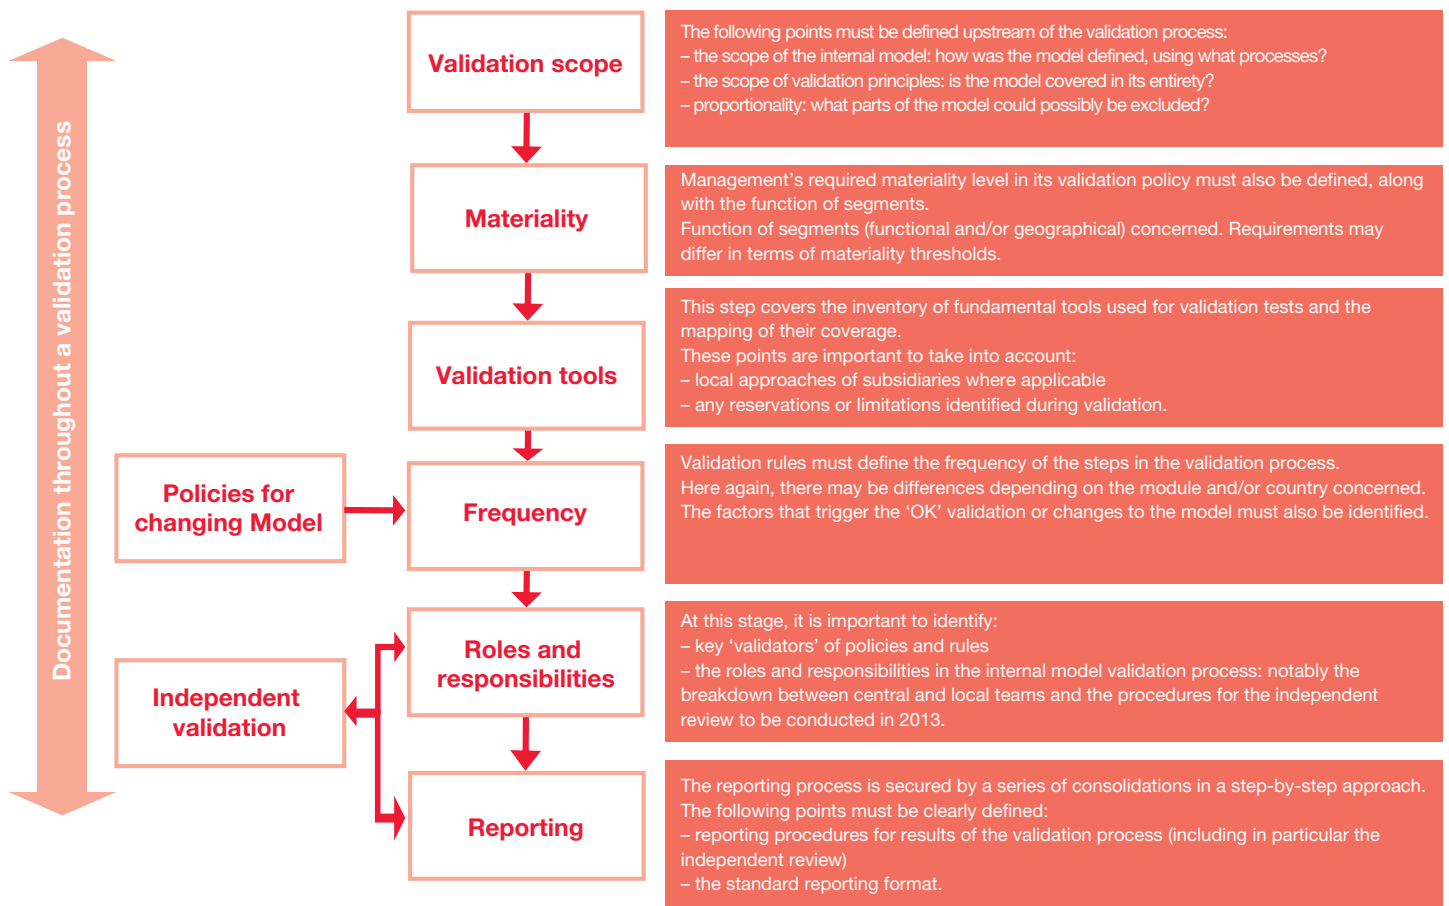 Documentation throughout a validation process
Validation scope
The following points must be defined upstream of the validation process:
– the scope of the internal model: how was the model defined, using what processes?
– the scope of validation principles: is the model covered in its entirety?
– proportionality: what parts of the model could possibly be excluded?
Materiality
Management’s required materiality level in its validation policy must also be defined, along
with the function of segments.
Function of segments (functional and/or geographical) concerned. Requirements may
differ in terms of materiality thresholds.
Validation tools
This step covers the inventory of fundamental tools used for validation tests and the
mapping of their coverage.
These points are important to take into account:
– local approaches of subsidiaries where applicable
– any reservations or limitations identified during validation.
Policies for
changing Model
Frequency
Validation rules must define the frequency of the steps in the validation process.
Here again, there may be differences depending on the module and/or country concerned.
The factors that trigger the ‘OK’ validation or changes to the model must also be identified.
Roles and
responsibilities
At this stage, it is important to identify:
– key ‘validators’ of policies and rules
– the roles and responsibilities in the internal model validation process: notably the
breakdown between central and local teams and the procedures for the independent
review to be conducted in 2013.
Independent
validation
Reporting
The reporting process is secured by a series of consolidations in a step-by-step approach.
The following points must be clearly defined:
– reporting procedures for results of the validation process (including in particular the
independent review)
– the standard reporting format.